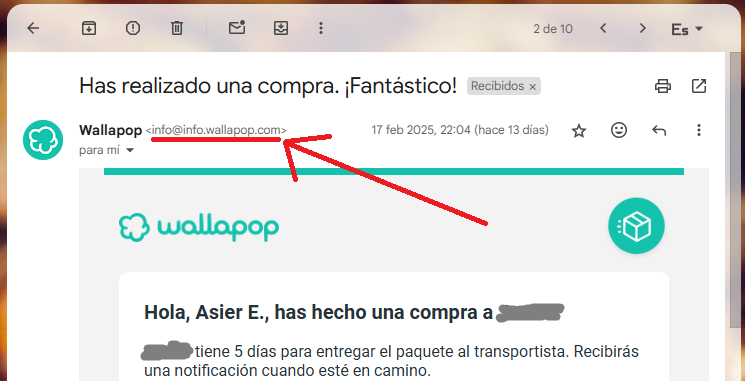 2 de 10
Es
Has realizado una compra. ¡Fantástico!
Recibidos ×
Wallapop <info@info.wallapop.com>
17 feb 2025, 22:04 (hace 13 días)
para mí
wallapop
Hola, Asier E., has hecho una compra a
tiene 5 días para entregar el paquete al transportista. Recibirás
una notificación cuando esté en camino.